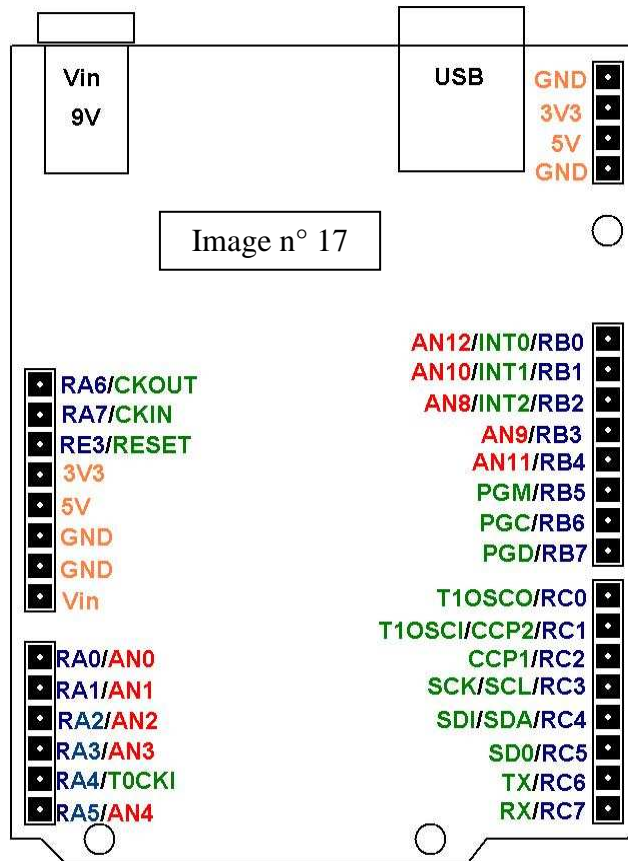 Vin
9V
USB
GND
3V3
5V
GND
Image n° 17
RA6/CKOUT
RA7/CKIN
RE3/RESET
3V3
5V
GND
GND
Vin
RA0/AN0
RA1/AN1
RA2/AN2
RA3/AN3
RA4/T0CKI
RA5/AN4
AN12/INT0/RB0
AN10/INT1/RB1
AN8/INT2/RB2
AN9/RB3
AN11/RB4
PGM/RB5
PGC/RB6
PGD/RB7
T1OSCO/RC0
T1OSCI/CCP2/RC1
CCP1/RC2
SCK/SCL/RC3
SDI/SDA/RC4
SD0/RC5
TX/RC6
RX/RC7